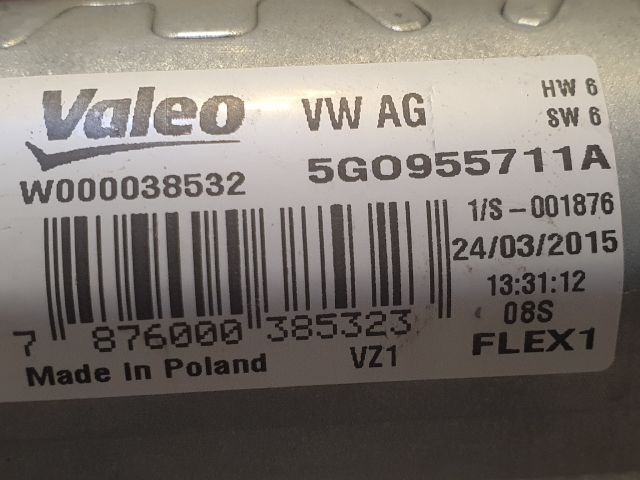 Valeo
VW AG
HW 6
SW 6
W000038532
5G0955711A
1/S-001876
24/03/2015
13:31:12
08S
7 876000 385323
VZ1
FLEX1
Made In Poland